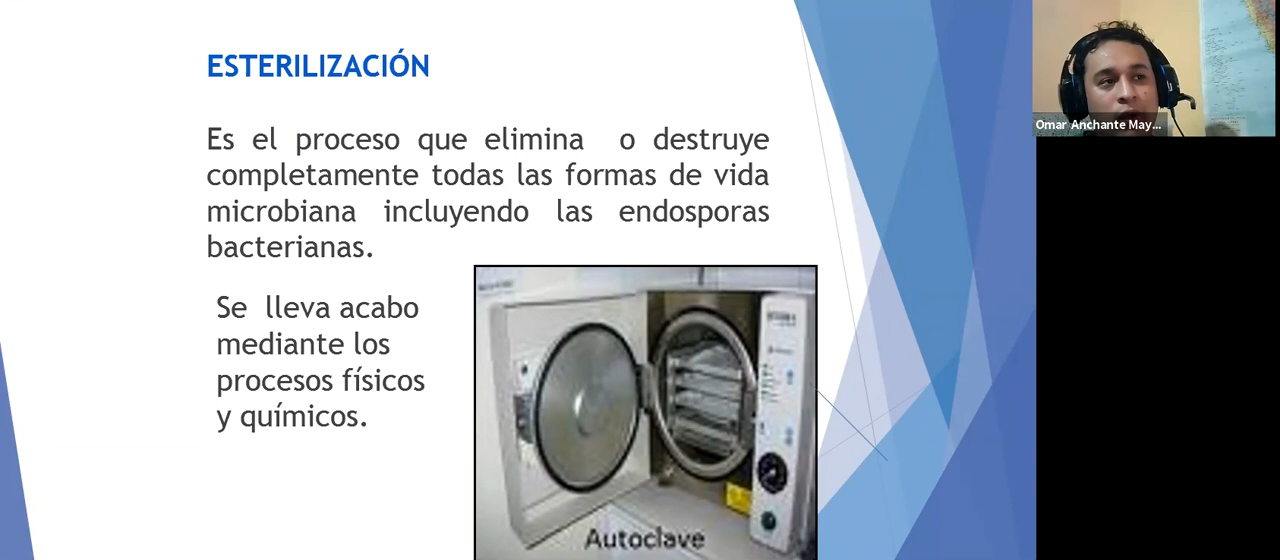 ESTERILIZACIÓN
Es el proceso que elimina o destruye
completamente todas las formas de vida
microbiana incluyendo las endosporas
bacterianas.
Se lleva acabo
mediante los
procesos físicos
y químicos.
Autoclave
Omar Anchante May...